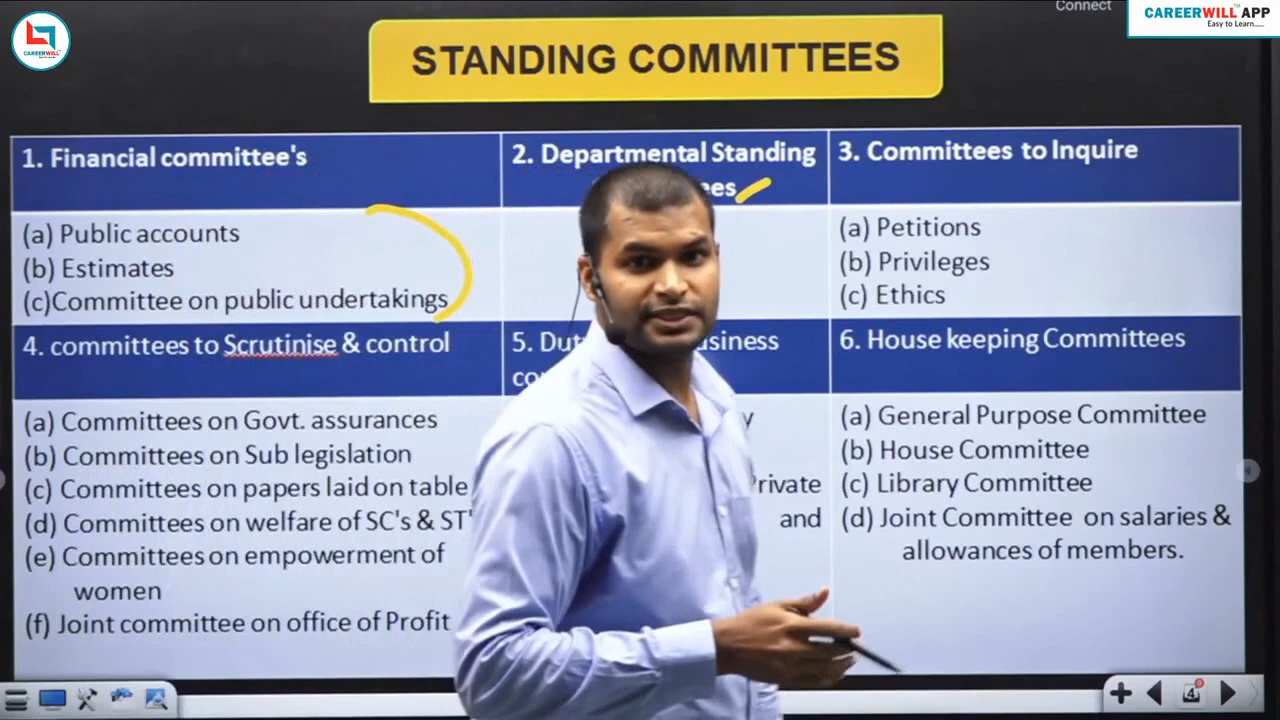 Connect
CAREERWILL APP
Easy to Learn.....
CAREERWILL
STANDING COMMITTEES
1. Financial committee's
2. Departmental Standing
3. Committees to Inquire
(a) Public accounts
(b) Estimates
(c)Committee on public undertakings
(a) Petitions
(b) Privileges
(c) Ethics
4. committees to Scrutinise & control
5.
6. House keeping Committees
(a) Committees on Govt. assurances
(b) Committees on Sub legislation
(c) Committees on papers laid on table
(d) Committees on welfare of SC's & ST'
(e) Committees on empowerment of
women
(f) Joint committee on office of Profit
and
(a) General Purpose Committee
(b) House Committee
(c) Library Committee
(d) Joint Committee on salaries &
allowances of members.
4